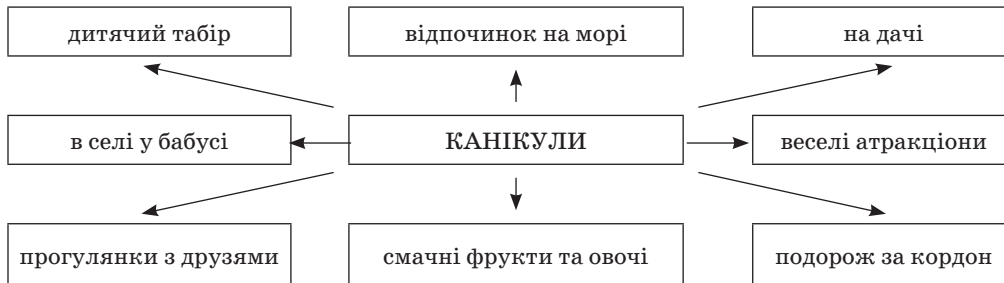 дитячий табір
відпочинок на морі
на дачі
в селі у бабусі
КАНІКУЛИ
веселі атракціони
прогулянки з друзями
смачні фрукти та овочі
подорож за кордон